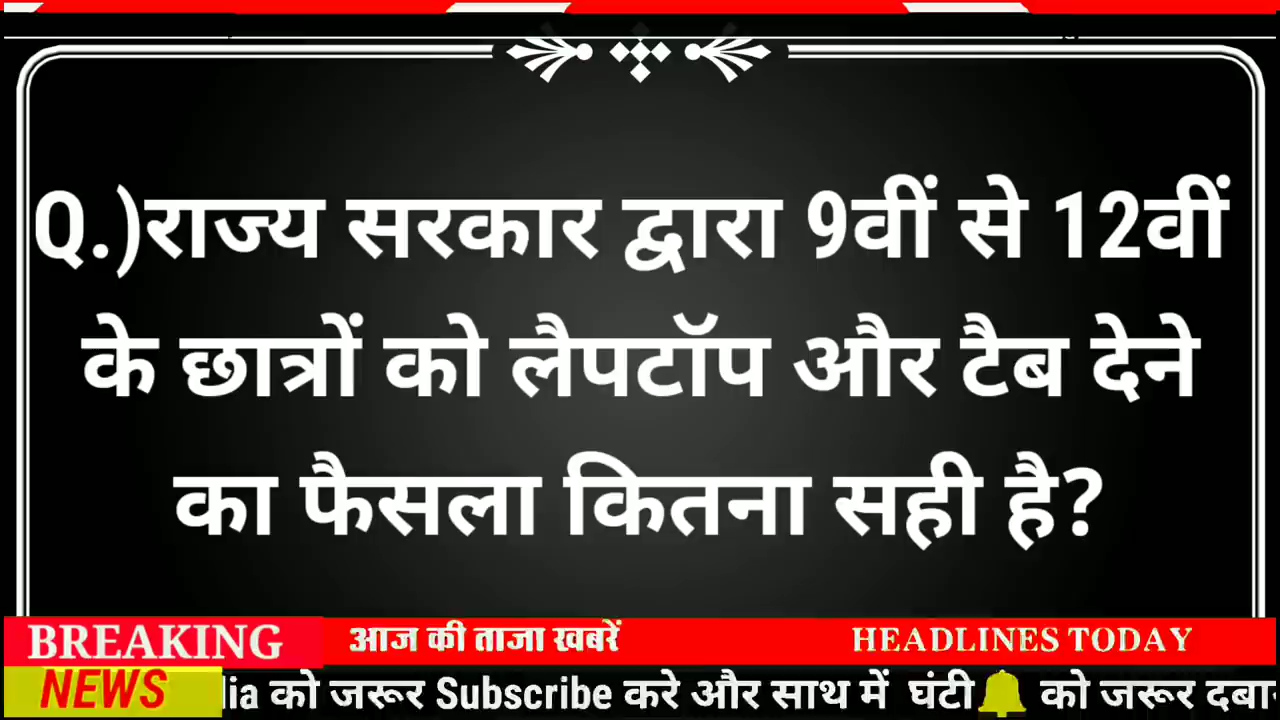 Q.)राज्य सरकार द्वारा 9वीं से 12वीं
के छात्रों को लैपटॉप और टैब देने
का फैसला कितना सही है?
BREAKING आज की ताजा खबरें HEADLINES TODAY
NEWS को जरूर Subscribe करे और साथ में घंटी को जरूर